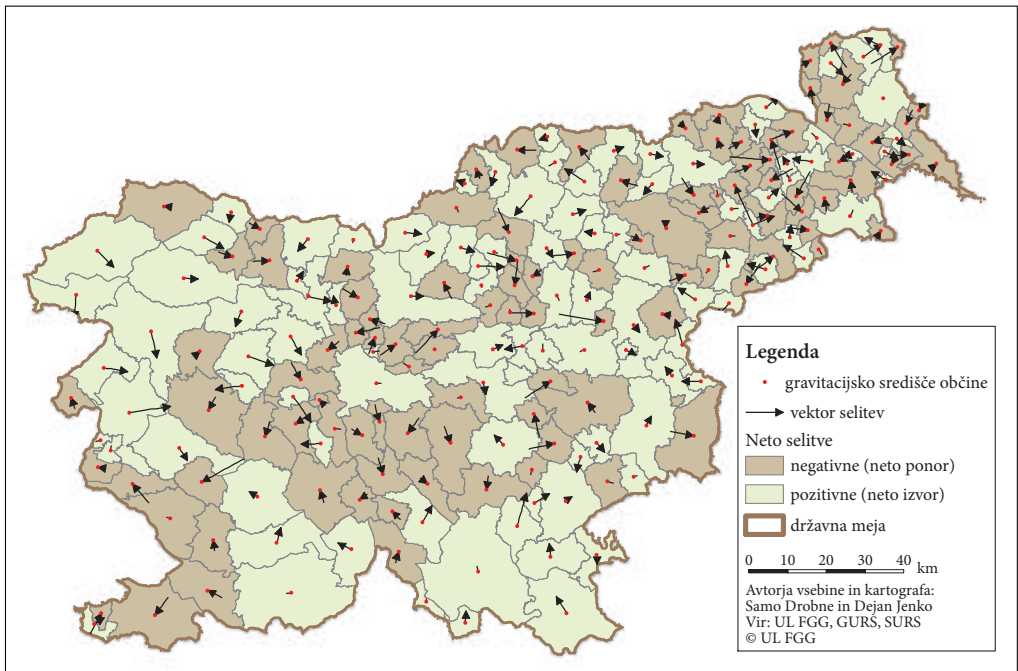 Legenda
gravitacijsko središče občine
vektor selitev
Neto selitve
negativne (neto ponor)
pozitivne (neto izvor)
državna meja
0 10 20 30 40
km
Avtorja vsebine in kartografa:
Samo Drobne in Dejan Jenko
Vir: UL FGG, GURS, SURS
© UL FGG